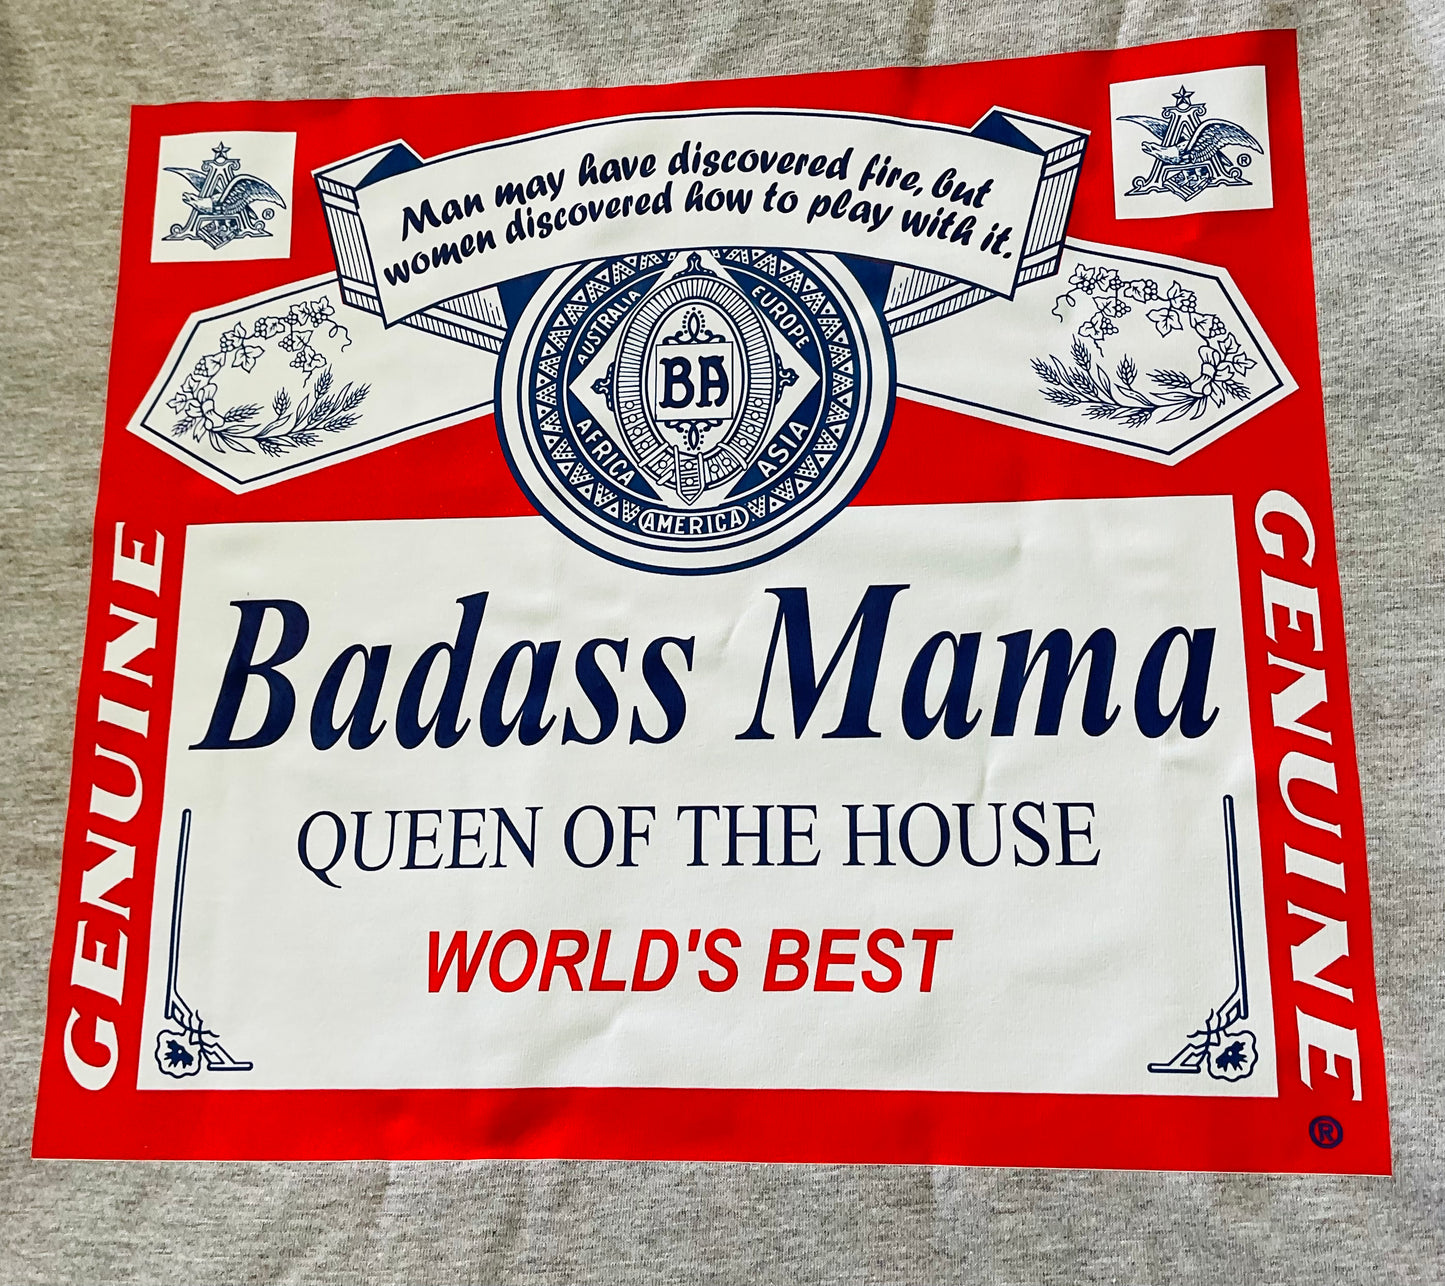 Man may have discovered fire, but
women discovered how to play with it.
®
®
AUSTRALIA
EUROPE
BA
AFRICA
ASIA
AMERICA
GENUINE
GENUINE
Badass Mama
QUEEN OF THE HOUSE
WORLD'S BEST
®